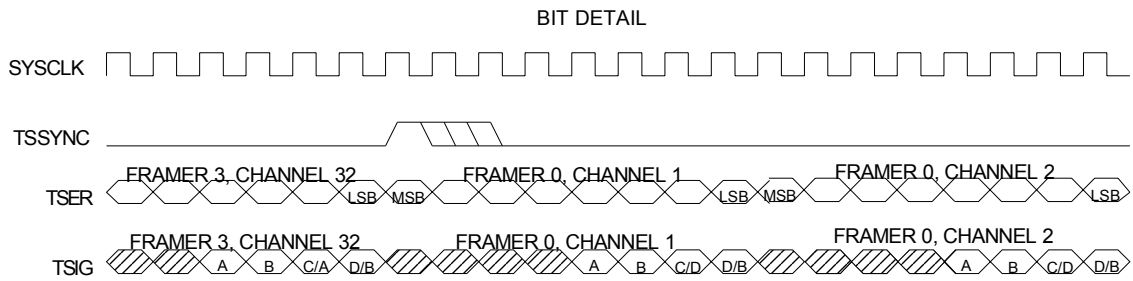 BIT DETAIL
SYSCLK
TSSYNC
FRAMER 3, CHANNEL 32 FRAMER 0, CHANNEL 1 FRAMER 0, CHANNEL 2
TSER LSB MSB LSB MSB LSB
FRAMER 3, CHANNEL 32 FRAMER 0, CHANNEL 1 FRAMER 0, CHANNEL 2
TSIG A B C/A D/B A B C/D D/B A B C/D D/B